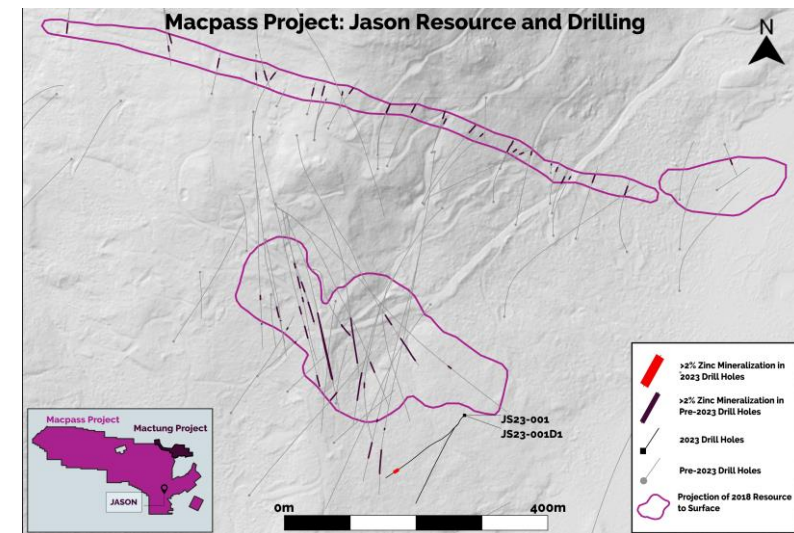 Macpass Project: Jason Resource and Drilling
N
JS23-001
JS23-001D1
>2% Zinc Mineralization in
2023 Drill Holes
>2% Zinc Mineralization in
Pre-2023 Drill Holes
2023 Drill Holes
Pre-2023 Drill Holes
Projection of 2018 Resource
to Surface
Macpass Project
Mactung Project
JASON
0m
400m